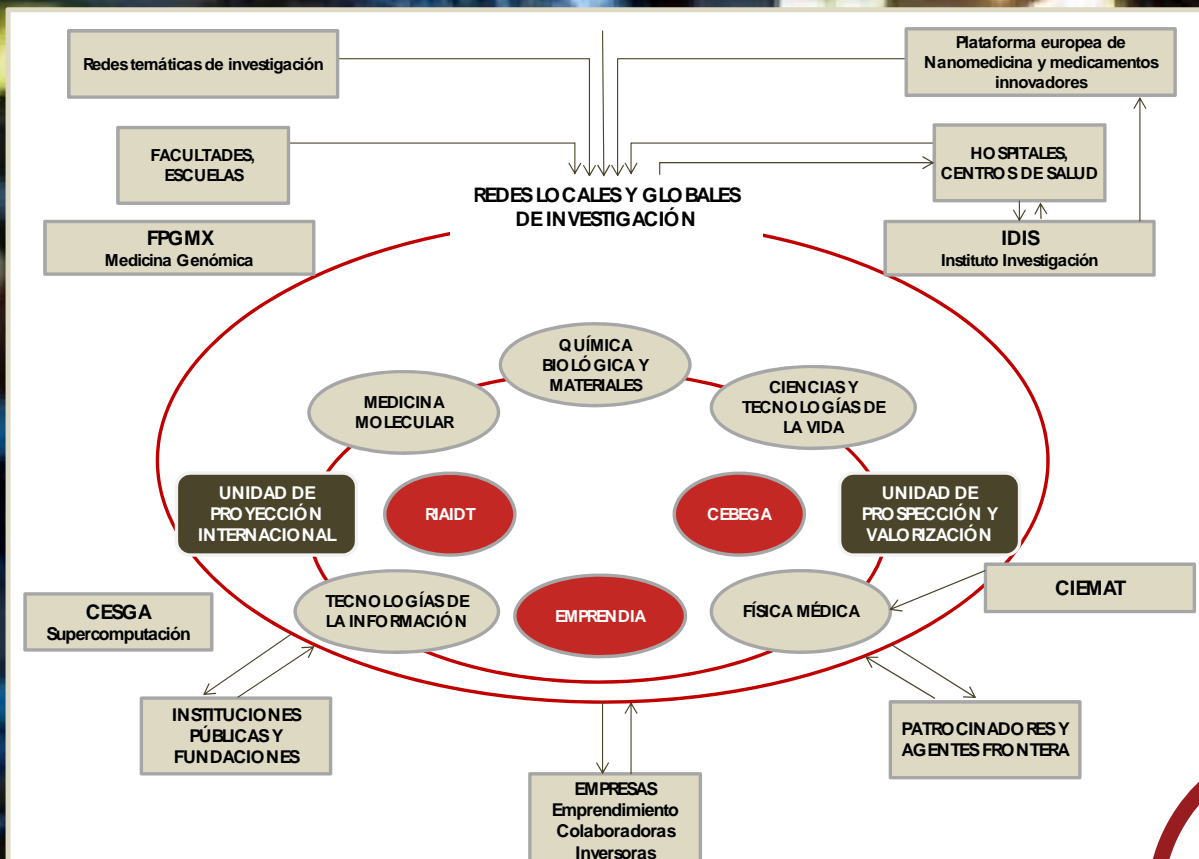 Redes temáticas de investigación
Plataforma europea de
Nanomedicina y medicamentos
innovadores
FACULTADES,
ESCUELAS
HOSPITALES,
CENTROS DE SALUD
REDES LOCALES Y GLOBALES
DE INVESTIGACIÓN
FPGMX
Medicina Genómica
IDIS
Instituto Investigación
QUÍMICA
BIOLÓGICA Y
MATERIALES
MEDICINA
MOLECULAR
CIENCIAS Y
TECNOLOGÍAS DE
LA VIDA
UNIDAD DE
PROYECCIÓN
INTERNACIONAL
RIAIDT
CEBEGA
UNIDAD DE
PROSPECCIÓN Y
VALORIZACIÓN
TECNOLOGÍAS DE
LA INFORMACIÓN
EMPRENDIA
FÍSICA MÉDICA
CIEMAT
CESGA
Supercomputación
INSTITUCIONES
PÚBLICAS Y
FUNDACIONES
PATROCINADORES Y
AGENTES FRONTERA
EMPRESAS
Emprendimiento
Colaboradoras
Inversoras